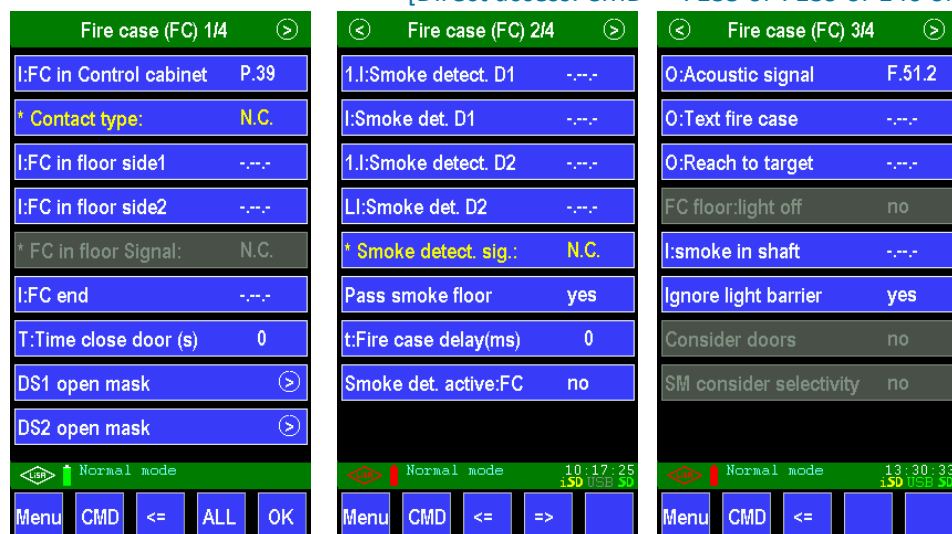 Fire case (FC) 1/4 >
I:FC in Control cabinet P.39
* Contact type: N.C.
I:FC in floor side1 -.--.-
I:FC in floor side2 -.--.-
* FC in floor Signal: N.C.
I:FC end -.--.-
T:Time close door (s) 0
DS1 open mask >
DS2 open mask >
LiSA Normal mode
Menu CMD <= ALL OK
< Fire case (FC) 2/4 >
1.I:Smoke detect. D1 -.--.-
I:Smoke det. D1 -.--.-
1.I:Smoke detect. D2 -.--.-
LI:Smoke det. D2 -.--.-
* Smoke detect. sig.: N.C.
Pass smoke floor yes
t:Fire case delay(ms) 0
Smoke det. active:FC no
Normal mode 10:17:25
iSD USB SD
Menu CMD <= =>
< Fire case (FC) 3/4 >
O:Acoustic signal F.51.2
O:Text fire case -.--.-
O:Reach to target -.--.-
FC floor:light off no
I:smoke in shaft -.--.-
Ignore light barrier yes
Consider doors no
SM consider selectivity no
Normal mode 13:30:33
iSD USB SD
Menu CMD <=